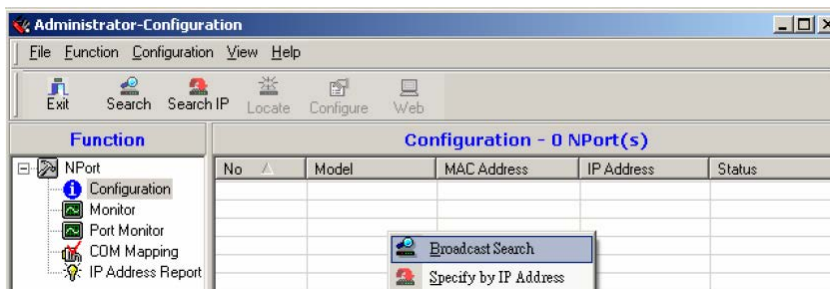 Administrator-Configuration
File Function Configuration View Help
Exit Search Search IP Locate Configure Web
Function
Configuration - 0 NPort(s)
NPort
Configuration
Monitor
Port Monitor
COM Mapping
IP Address Report
No Model MAC Address IP Address Status
Broadcast Search
Specify by IP Address